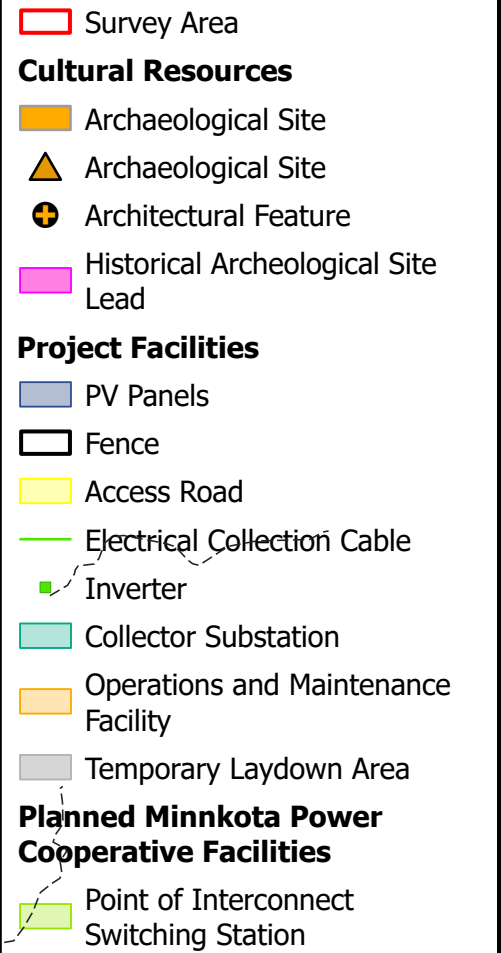 Survey Area
Cultural Resources
Archaeological Site
Archaeological Site
Architectural Feature
Historical Archeological Site
Lead
Project Facilities
PV Panels
Fence
Access Road
Electrical Collection Cable
Inverter
Collector Substation
Operations and Maintenance
Facility
Temporary Laydown Area
Planned Minnkota Power
Cooperative Facilities
Point of Interconnect
Switching Station